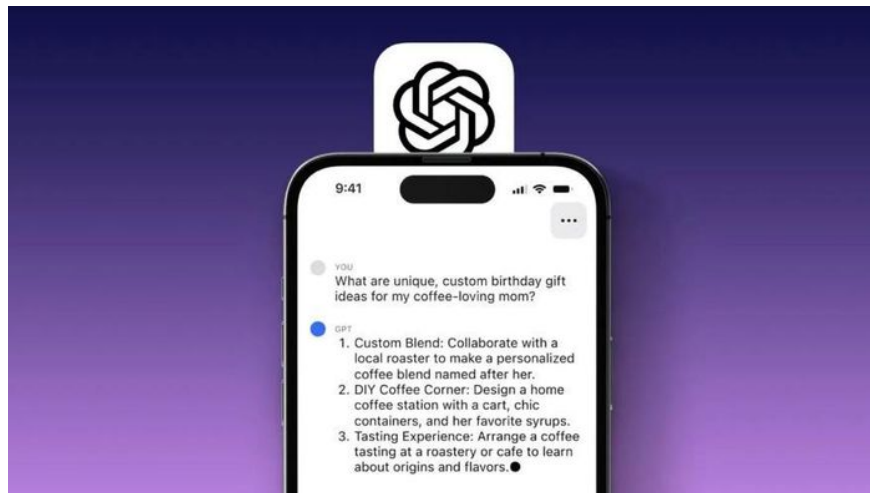 9:41
YOU
What are unique, custom birthday gift
ideas for my coffee-loving mom?
GPT
1. Custom Blend: Collaborate with a
local roaster to make a personalized
coffee blend named after her.
2. DIY Coffee Corner: Design a home
coffee station with a cart, chic
containers, and her favorite syrups.
3. Tasting Experience: Arrange a coffee
tasting at a roastery or cafe to learn
about origins and flavors.